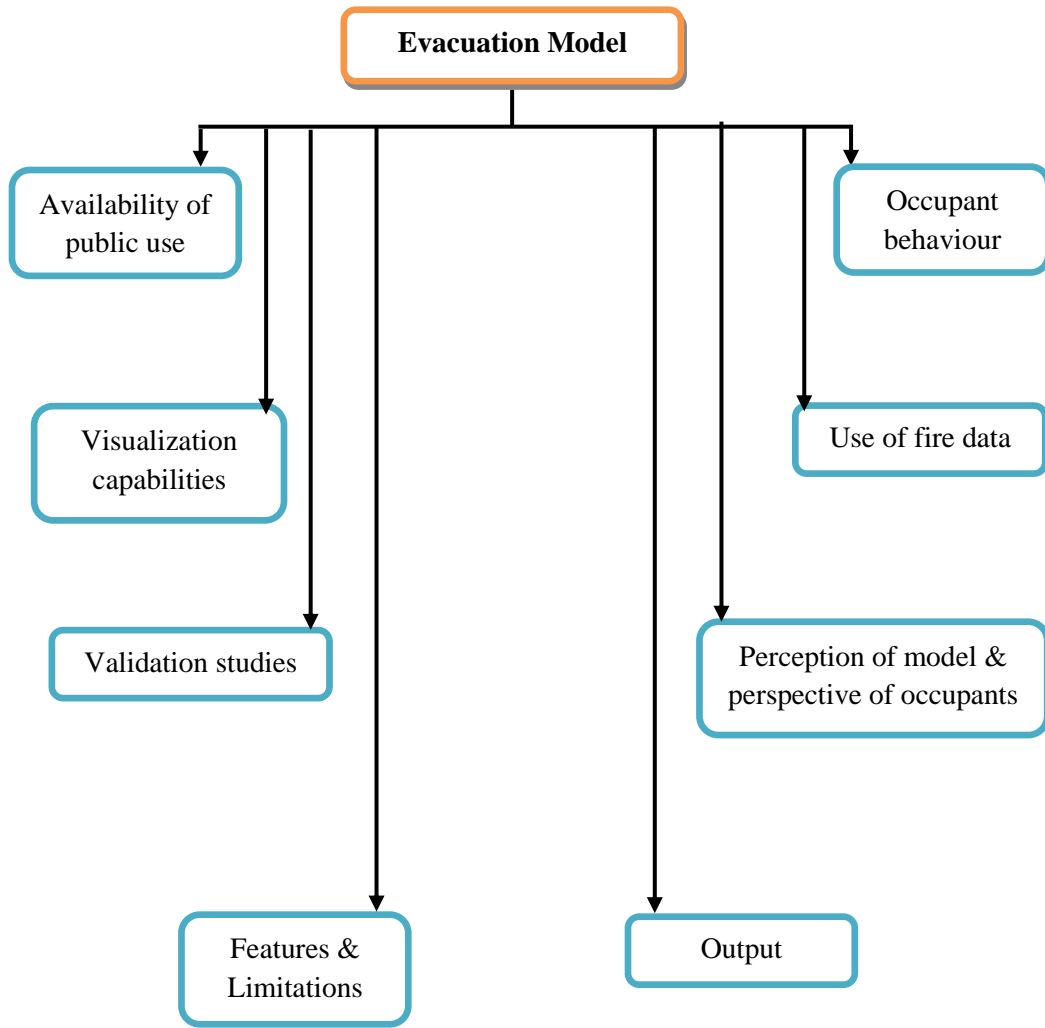 Evacuation Model
Availability of
public use
Occupant
behaviour
Visualization
capabilities
Use of fire data
Validation studies
Perception of model &
perspective of occupants
Features &
Limitations
Output